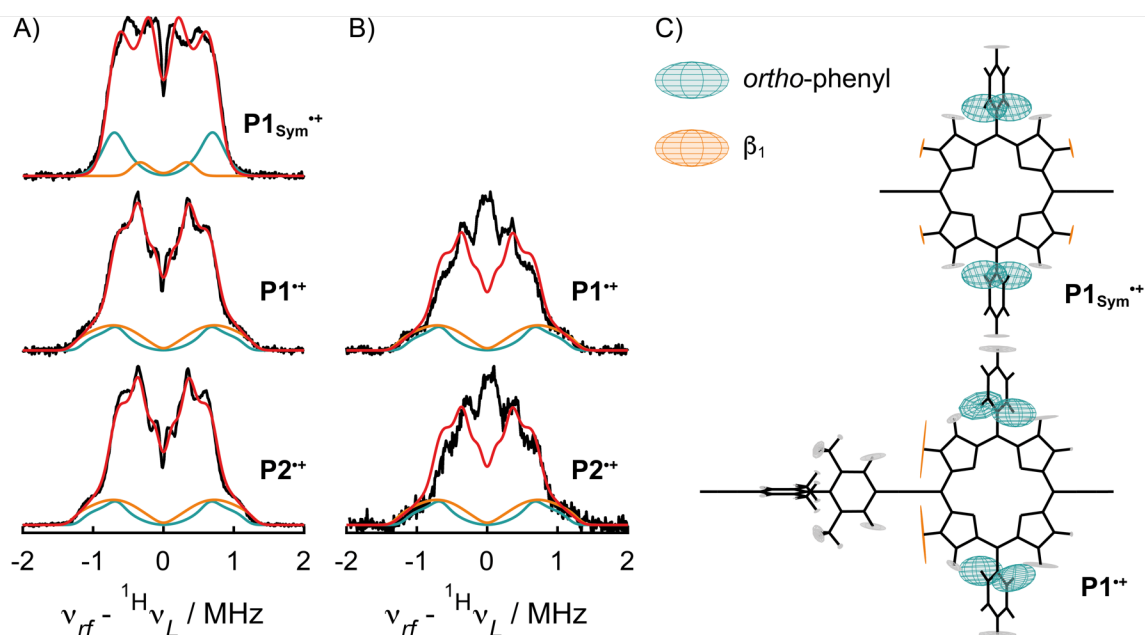 A)
B)
C)
ortho-phenyl
β₁
P1Sym•+
P1•+
P1•+
P2•+
P2•+
P1Sym•+
P1•+
-2 -1 0 1 2
-2 -1 0 1 2
νrf - ¹HνL / MHz
νrf - ¹HνL / MHz